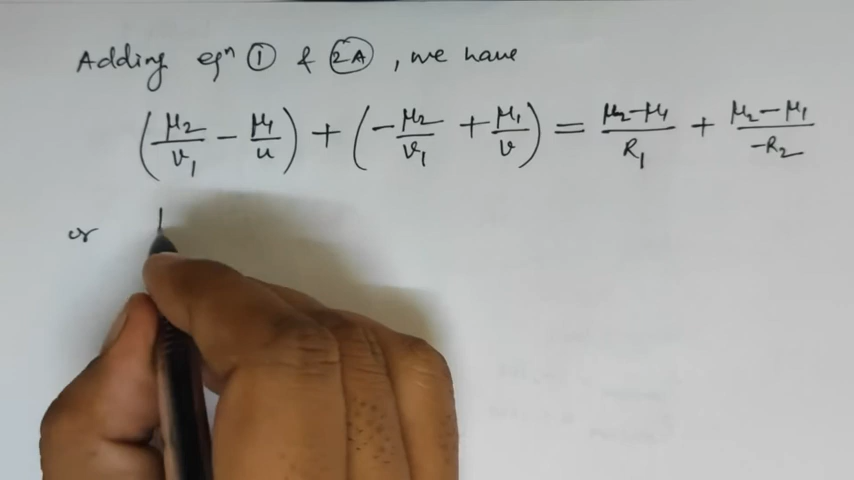 Adding eqⁿ ① & ②A , we have
(μ₂/v₁ − μ₁/u) + (−μ₂/v₁ + μ₁/v) = (μ₂−μ₁)/R₁ + (μ₂−μ₁)/−R₂
or